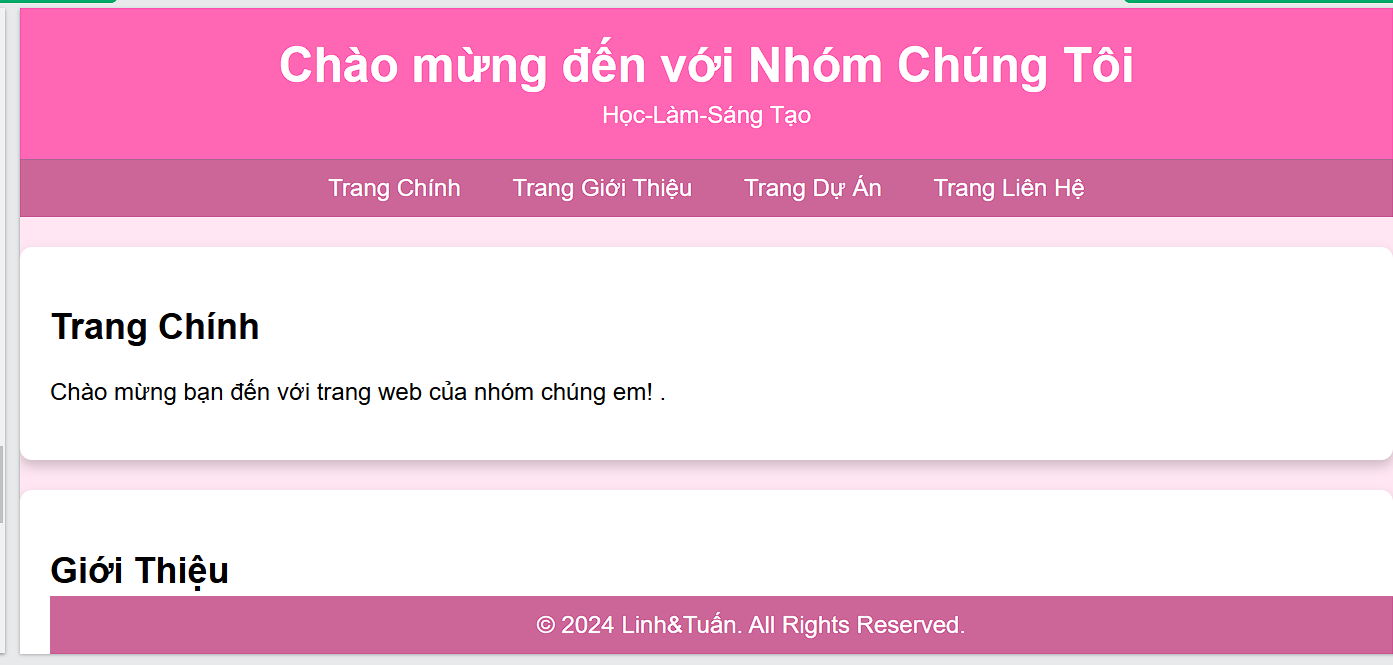 Chào mừng đến với Nhóm Chúng Tôi
Học-Làm-Sáng Tạo
Trang Chính Trang Giới Thiệu Trang Dự Án Trang Liên Hệ
Trang Chính
Chào mừng bạn đến với trang web của nhóm chúng em! .
Giới Thiệu
© 2024 Linh&Tuấn. All Rights Reserved.